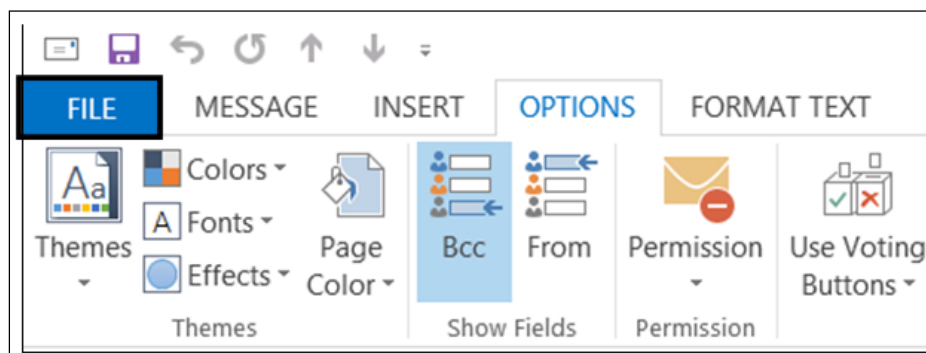 FILE MESSAGE INSERT OPTIONS FORMAT TEXT
Aa
Themes
Colors
A Fonts
Effects
Page
Color
Themes
Bcc
From
Show Fields
Permission
Permission
Use Voting
Buttons